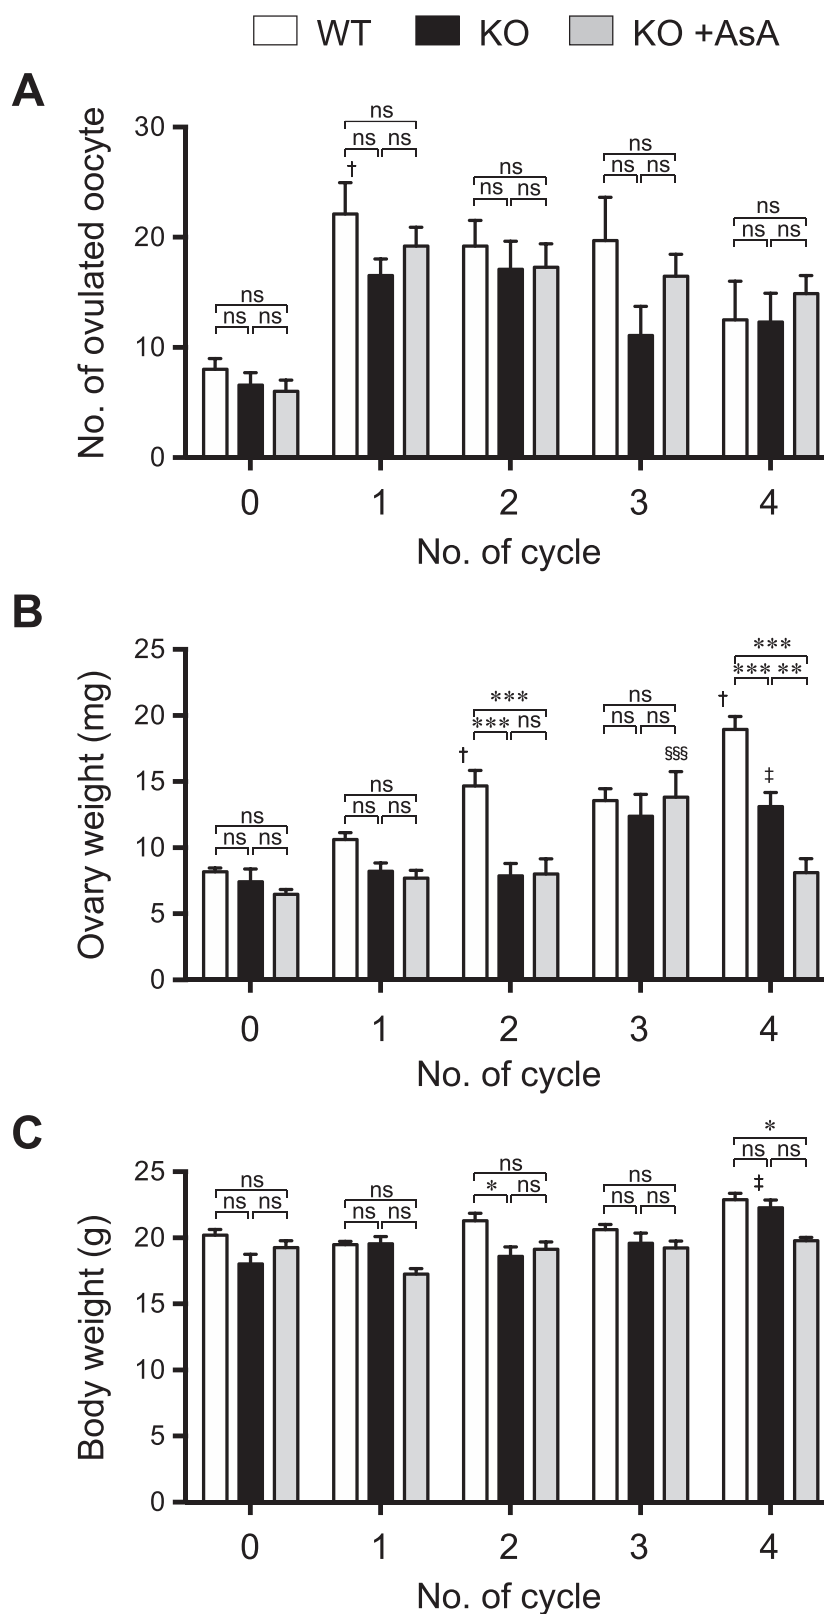 WT KO KO +AsA
A
No. of ovulated oocyte
30
20
10
0
ns
ns ns
ns
ns ns
†
ns
ns ns
ns
ns ns
ns
ns ns
0 1 2 3 4
No. of cycle
B
Ovary weight (mg)
25
20
15
10
5
0
ns
ns ns
ns
ns ns
***
*** ns
†
ns
ns ns
§§§
***
*** **
†
‡
0 1 2 3 4
No. of cycle
C
Body weight (g)
25
20
15
10
5
0
ns
ns ns
ns
ns ns
ns
* ns
ns
ns ns
*
ns ns
‡
0 1 2 3 4
No. of cycle